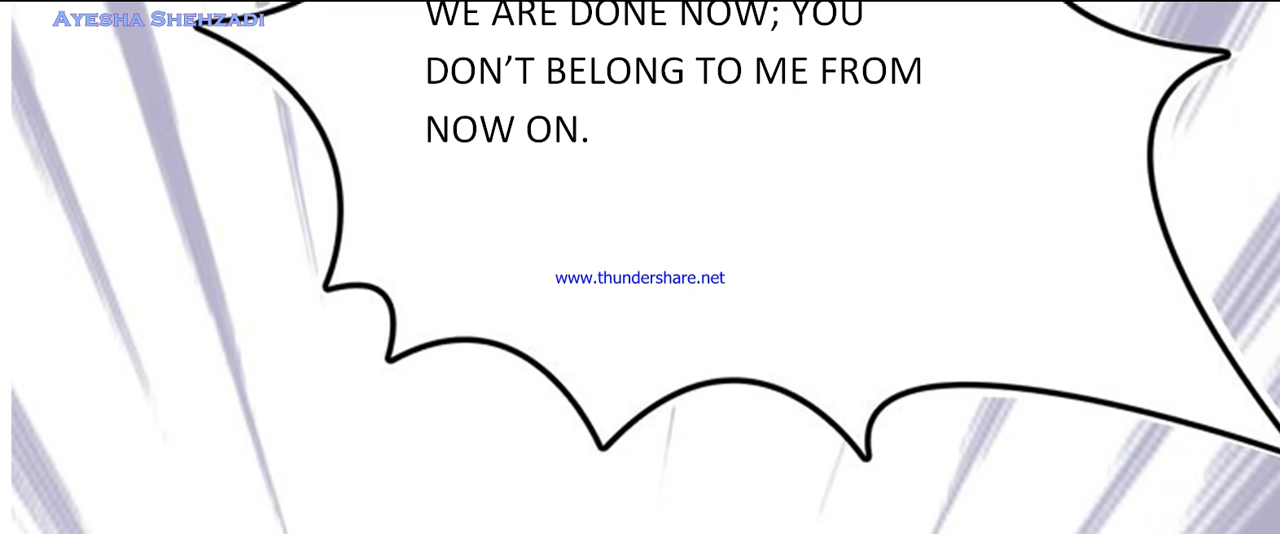 AYESHA SHEHZADI
WE ARE DONE NOW; YOU
DON'T BELONG TO ME FROM
NOW ON.
www.thundershare.net